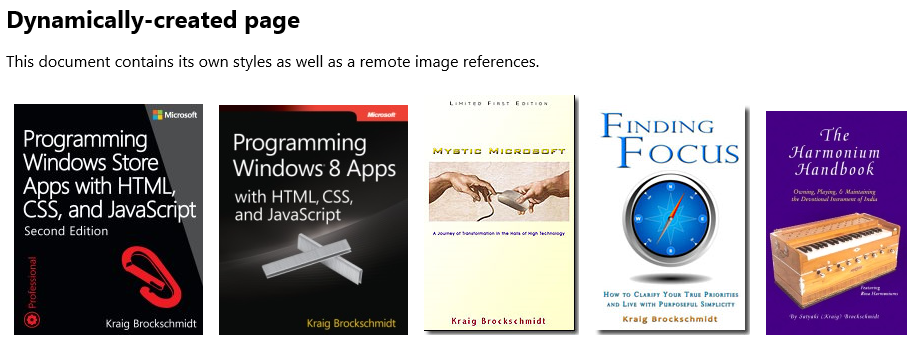 Dynamically-created page
This document contains its own styles as well as a remote image references.
Microsoft
Programming
Windows Store
Apps with HTML,
CSS, and JavaScript
Second Edition
Professional
Kraig Brockschmidt
Microsoft
Programming
Windows 8 Apps
with HTML, CSS,
and JavaScript
Kraig Brockschmidt
Limited First Edition
Mystic Microsoft
A Journey of Transformation in the Halls of High Technology
Kraig Brockschmidt
Finding
Focus
N
E
S
W
How to Clarify Your True Priorities
and Live with Purposeful Simplicity
Kraig Brockschmidt
The
Harmonium
Handbook
Owning, Playing, & Maintaining
the Devotional Instrument of India
Featuring
Bina Harmoniums
By Satyaki (Kraig) Brockschmidt